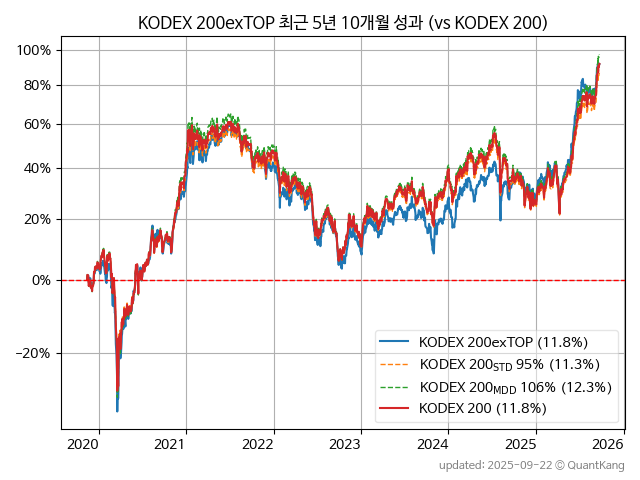 KODEX 200exTOP 최근 5년 10개월 성과 (vs KODEX 200)
100%
80%
60%
40%
20%
0%
−20%
KODEX 200exTOP (11.8%)
KODEX 200STD 95% (11.3%)
KODEX 200MDD 106% (12.3%)
KODEX 200 (11.8%)
2020 2021 2022 2023 2024 2025 2026
updated: 2025-09-22 © QuantKang